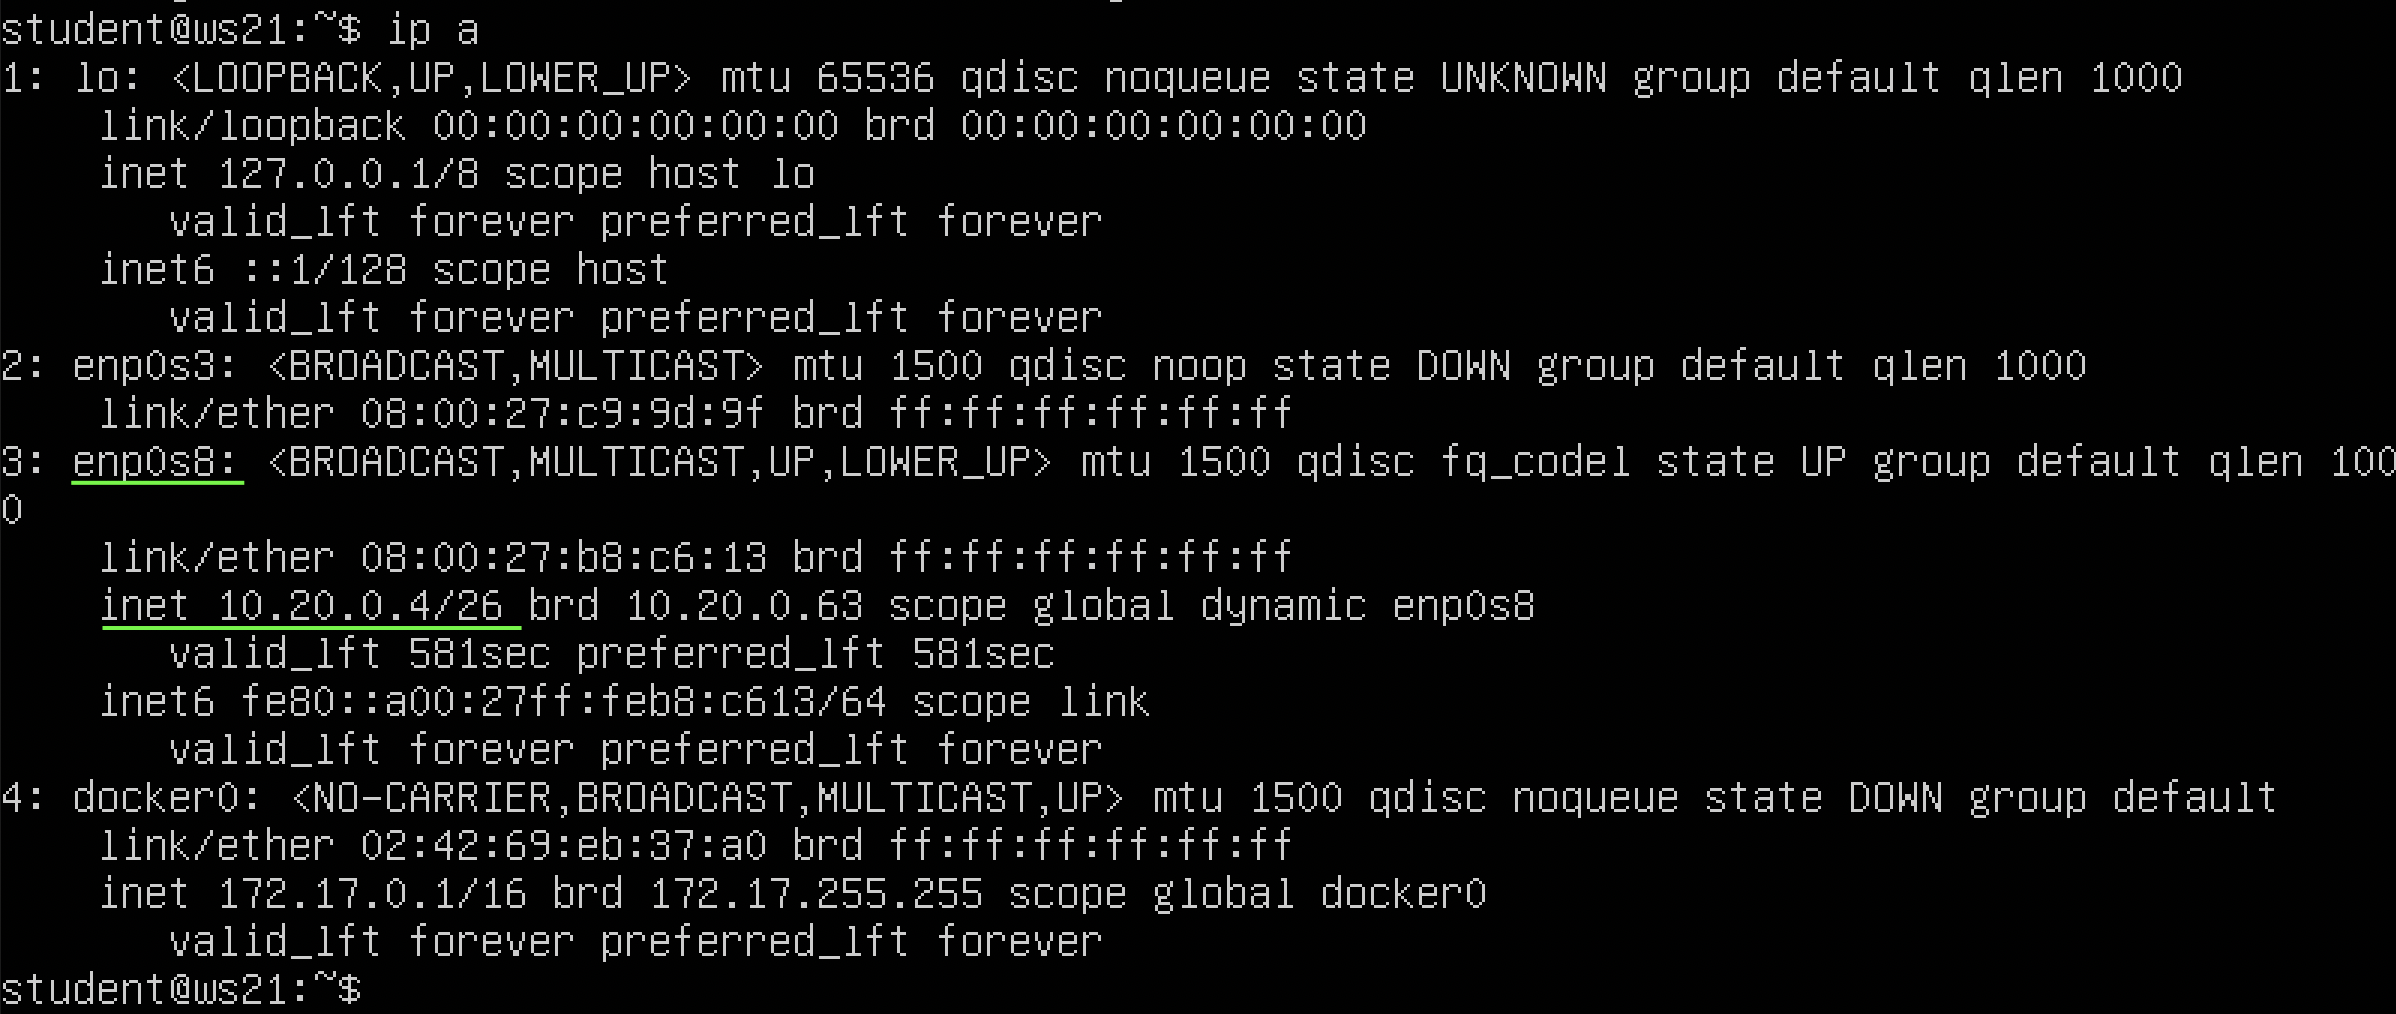 student@ws21:~$ ip a
1: lo: <LOOPBACK,UP,LOWER_UP> mtu 65536 qdisc noqueue state UNKNOWN group default qlen 1000
    link/loopback 00:00:00:00:00:00 brd 00:00:00:00:00:00
    inet 127.0.0.1/8 scope host lo
       valid_lft forever preferred_lft forever
    inet6 ::1/128 scope host
       valid_lft forever preferred_lft forever
2: enp0s3: <BROADCAST,MULTICAST> mtu 1500 qdisc noop state DOWN group default qlen 1000
    link/ether 08:00:27:c9:9d:9f brd ff:ff:ff:ff:ff:ff
3: enp0s8: <BROADCAST,MULTICAST,UP,LOWER_UP> mtu 1500 qdisc fq_codel state UP group default qlen 100
0
    link/ether 08:00:27:b8:c6:13 brd ff:ff:ff:ff:ff:ff
    inet 10.20.0.4/26 brd 10.20.0.63 scope global dynamic enp0s8
       valid_lft 581sec preferred_lft 581sec
    inet6 fe80::a00:27ff:feb8:c613/64 scope link
       valid_lft forever preferred_lft forever
4: docker0: <NO-CARRIER,BROADCAST,MULTICAST,UP> mtu 1500 qdisc noqueue state DOWN group default
    link/ether 02:42:69:eb:37:a0 brd ff:ff:ff:ff:ff:ff
    inet 172.17.0.1/16 brd 172.17.255.255 scope global docker0
       valid_lft forever preferred_lft forever
student@ws21:~$